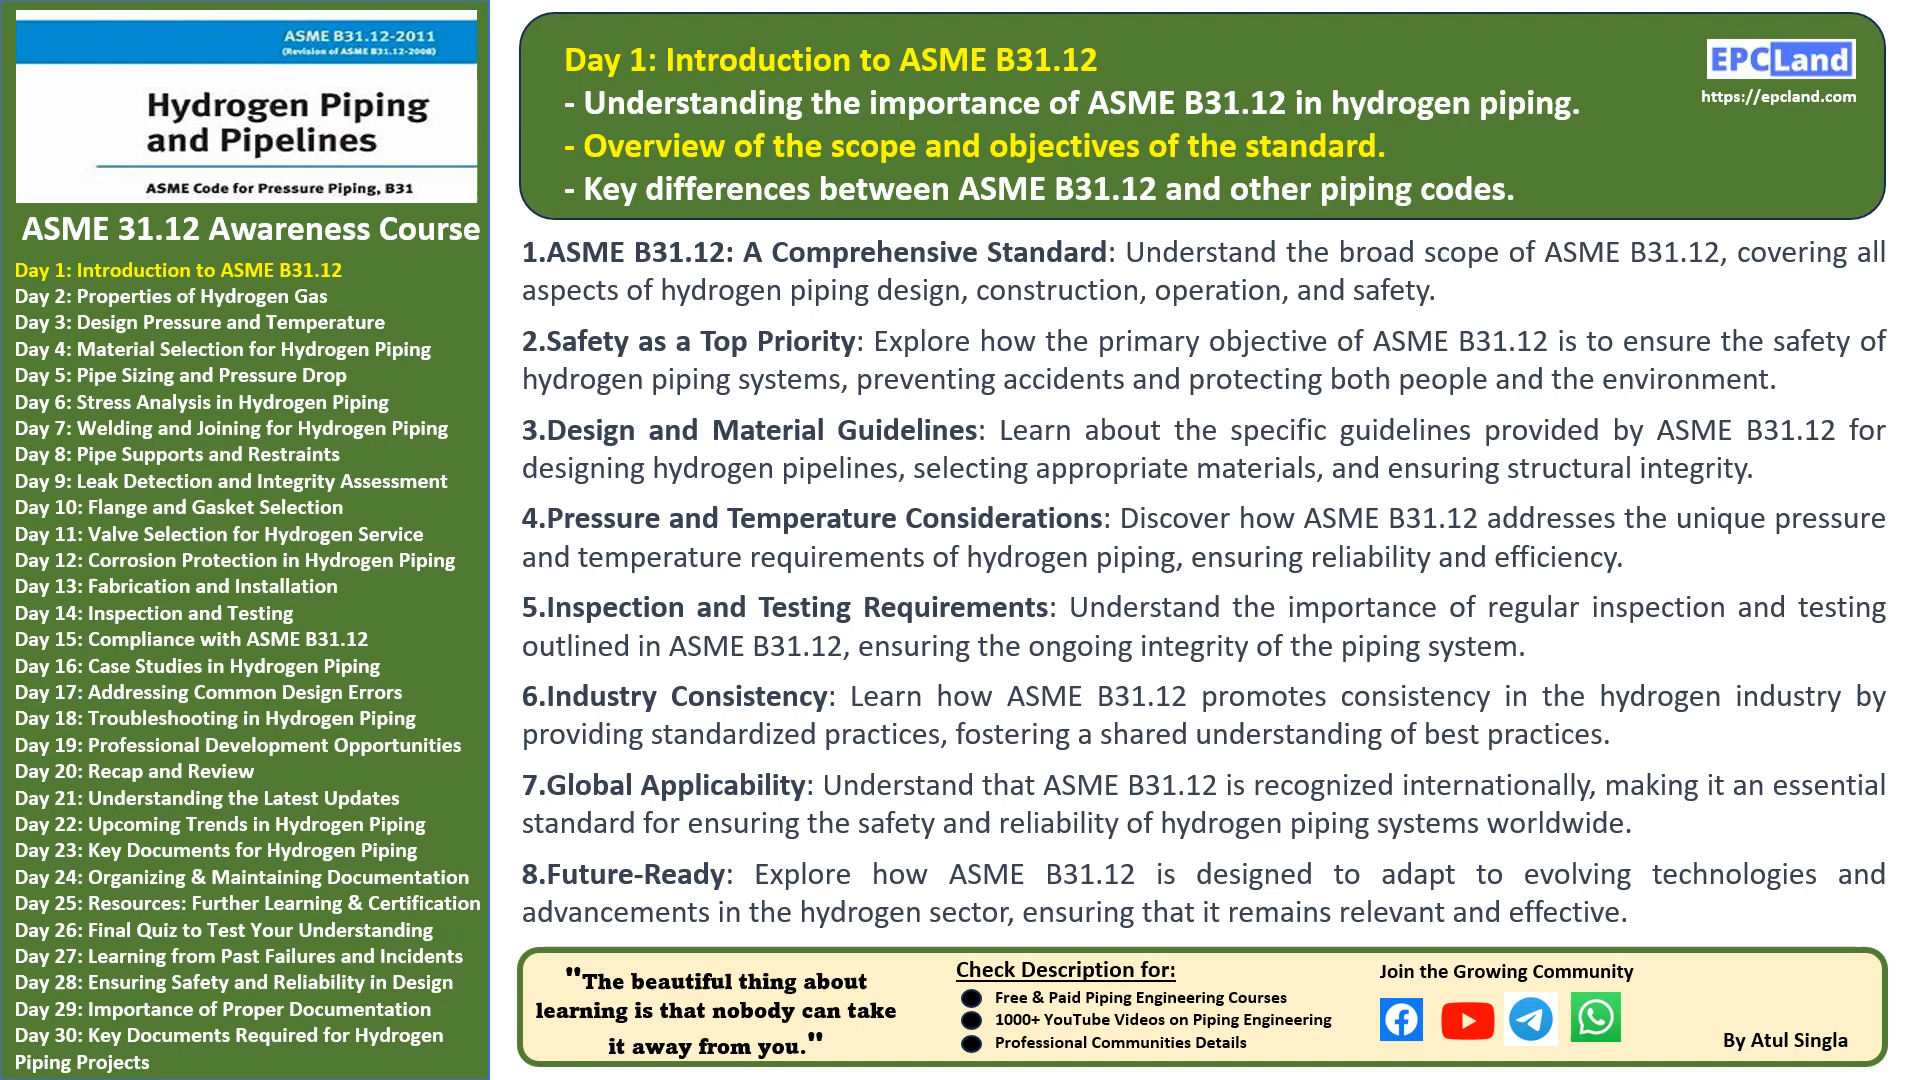 ASME B31.12-2011
(Revision of ASME B31.12-2008)
Hydrogen Piping
and Pipelines
ASME Code for Pressure Piping, B31
ASME 31.12 Awareness Course
Day 1: Introduction to ASME B31.12
Day 2: Properties of Hydrogen Gas
Day 3: Design Pressure and Temperature
Day 4: Material Selection for Hydrogen Piping
Day 5: Pipe Sizing and Pressure Drop
Day 6: Stress Analysis in Hydrogen Piping
Day 7: Welding and Joining for Hydrogen Piping
Day 8: Pipe Supports and Restraints
Day 9: Leak Detection and Integrity Assessment
Day 10: Flange and Gasket Selection
Day 11: Valve Selection for Hydrogen Service
Day 12: Corrosion Protection in Hydrogen Piping
Day 13: Fabrication and Installation
Day 14: Inspection and Testing
Day 15: Compliance with ASME B31.12
Day 16: Case Studies in Hydrogen Piping
Day 17: Addressing Common Design Errors
Day 18: Troubleshooting in Hydrogen Piping
Day 19: Professional Development Opportunities
Day 20: Recap and Review
Day 21: Understanding the Latest Updates
Day 22: Upcoming Trends in Hydrogen Piping
Day 23: Key Documents for Hydrogen Piping
Day 24: Organizing & Maintaining Documentation
Day 25: Resources: Further Learning & Certification
Day 26: Final Quiz to Test Your Understanding
Day 27: Learning from Past Failures and Incidents
Day 28: Ensuring Safety and Reliability in Design
Day 29: Importance of Proper Documentation
Day 30: Key Documents Required for Hydrogen
Piping Projects
Day 1: Introduction to ASME B31.12
- Understanding the importance of ASME B31.12 in hydrogen piping.
- Overview of the scope and objectives of the standard.
- Key differences between ASME B31.12 and other piping codes.
EPCLand
https://epcland.com
1.ASME B31.12: A Comprehensive Standard: Understand the broad scope of ASME B31.12, covering all
aspects of hydrogen piping design, construction, operation, and safety.
2.Safety as a Top Priority: Explore how the primary objective of ASME B31.12 is to ensure the safety of
hydrogen piping systems, preventing accidents and protecting both people and the environment.
3.Design and Material Guidelines: Learn about the specific guidelines provided by ASME B31.12 for
designing hydrogen pipelines, selecting appropriate materials, and ensuring structural integrity.
4.Pressure and Temperature Considerations: Discover how ASME B31.12 addresses the unique pressure
and temperature requirements of hydrogen piping, ensuring reliability and efficiency.
5.Inspection and Testing Requirements: Understand the importance of regular inspection and testing
outlined in ASME B31.12, ensuring the ongoing integrity of the piping system.
6.Industry Consistency: Learn how ASME B31.12 promotes consistency in the hydrogen industry by
providing standardized practices, fostering a shared understanding of best practices.
7.Global Applicability: Understand that ASME B31.12 is recognized internationally, making it an essential
standard for ensuring the safety and reliability of hydrogen piping systems worldwide.
8.Future-Ready: Explore how ASME B31.12 is designed to adapt to evolving technologies and
advancements in the hydrogen sector, ensuring that it remains relevant and effective.
"The beautiful thing about
learning is that nobody can take
it away from you."
Check Description for:
● Free & Paid Piping Engineering Courses
● 1000+ YouTube Videos on Piping Engineering
● Professional Communities Details
Join the Growing Community
By Atul Singla